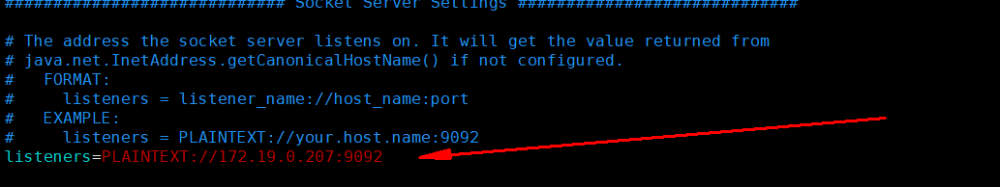 ############################# Socket Server Settings #############################
# The address the socket server listens on. It will get the value returned from
# java.net.InetAddress.getCanonicalHostName() if not configured.
#   FORMAT:
#     listeners = listener_name://host_name:port
#   EXAMPLE:
#     listeners = PLAINTEXT://your.host.name:9092
listeners=PLAINTEXT://172.19.0.207:9092